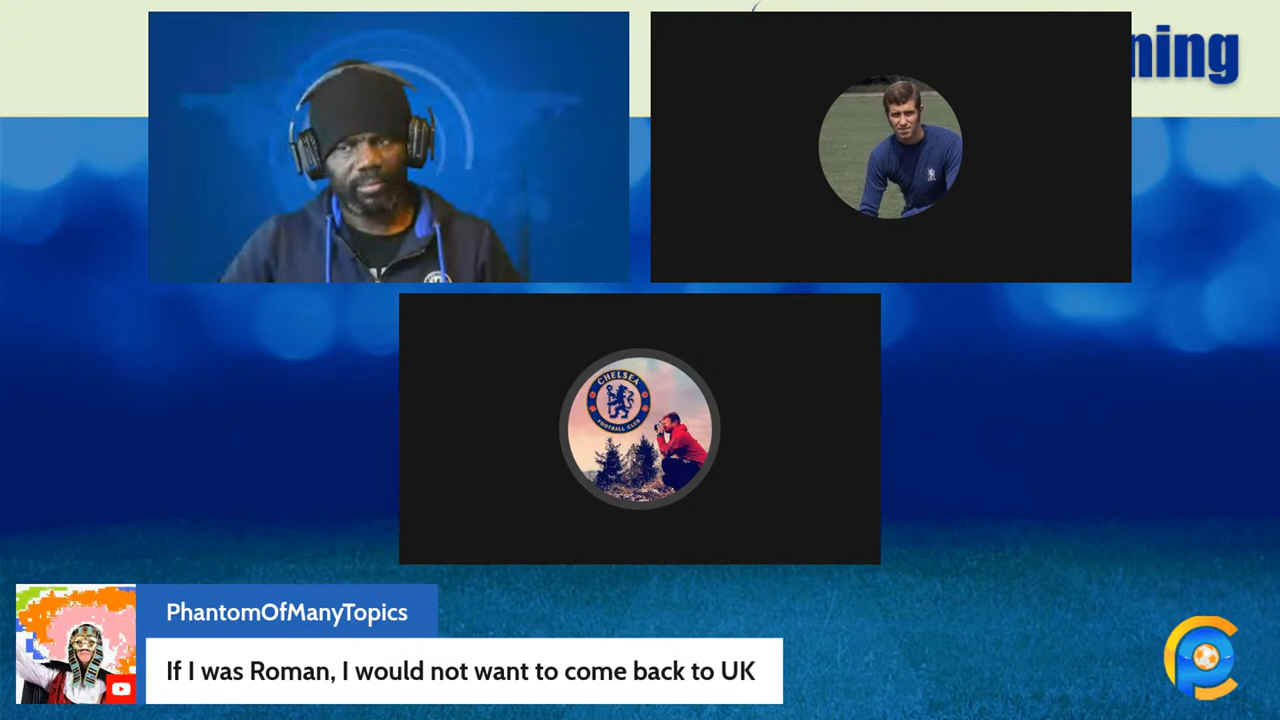 ning
CHELSEA
FOOTBALL CLUB
PhantomOfManyTopics
If I was Roman, I would not want to come back to UK